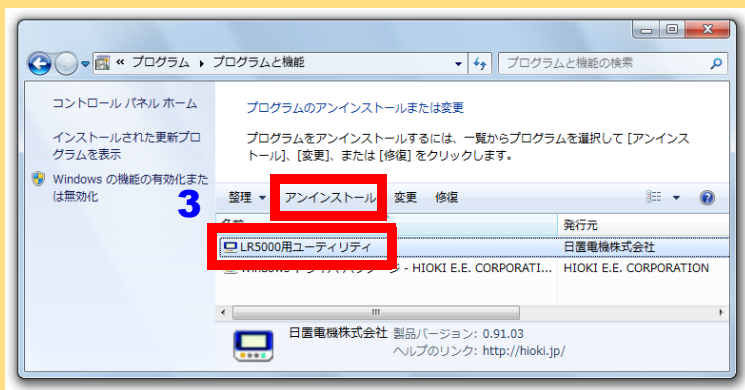 « プログラム ▸ プログラムと機能
プログラムと機能の検索
コントロール パネル ホーム
インストールされた更新プロ
グラムを表示
Windows の機能の有効化また
は無効化
3
プログラムのアンインストールまたは変更
プログラムをアンインストールするには、一覧からプログラムを選択して [アンインス
トール]、[変更]、または [修復] をクリックします。
整理 ▼ アンインストール 変更 修復
名前 発行元
LR5000用ユーティリティ 日置電機株式会社
Windows ドライバ パッケージ - HIOKI E.E. CORPORATI... HIOKI E.E. CORPORATION
日置電機株式会社 製品バージョン: 0.91.03
ヘルプのリンク: http://hioki.jp/